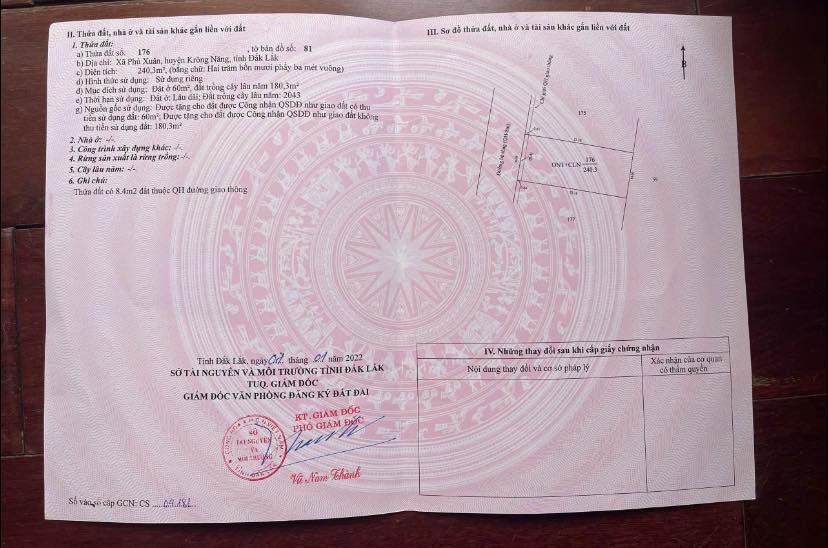 II. Thửa đất, nhà ở và tài sản khác gắn liền với đất
1. Thửa đất:
a) Thửa đất số: 176 , tờ bản đồ số: 81
b) Địa chỉ: Xã Phú Xuân, huyện Krông Năng, tỉnh Đắk Lắk
c) Diện tích: 240,3m², (bằng chữ: Hai trăm bốn mươi phẩy ba mét vuông)
d) Hình thức sử dụng: Sử dụng riêng
đ) Mục đích sử dụng: Đất ở 60m², đất trồng cây lâu năm 180,3m²
e) Thời hạn sử dụng: Đất ở: Lâu dài; Đất trồng cây lâu năm: 2043
g) Nguồn gốc sử dụng: Được tặng cho đất được Công nhận QSDĐ như giao đất có thu
tiền sử dụng đất: 60m², Được tặng cho đất được Công nhận QSDĐ như giao đất không
thu tiền sử dụng đất: 180,3m²
2. Nhà ở: -/-
3. Công trình xây dựng khác: -/-
4. Rừng sản xuất là rừng trồng: -/-
5. Cây lâu năm: -/-
6. Ghi chú:
Thửa đất có 8.4m2 đất thuộc QH đường giao thông
III. Sơ đồ thửa đất, nhà ở và tài sản khác gắn liền với đất
B
175
ONT+CLN 176
240.3
177
Tỉnh Đắk Lắk, ngày 07 tháng 01 năm 2022
SỞ TÀI NGUYÊN VÀ MÔI TRƯỜNG TỈNH ĐẮK LẮK
TUQ. GIÁM ĐỐC
GIÁM ĐỐC VĂN PHÒNG ĐĂNG KÝ ĐẤT ĐAI
KT. GIÁM ĐỐC
PHÓ GIÁM ĐỐC
SỞ
TÀI NGUYÊN
VÀ
MÔI TRƯỜNG
Vũ Nam Thành
Số vào sổ cấp GCN: CS
IV. Những thay đổi sau khi cấp giấy chứng nhận
Nội dung thay đổi và cơ sở pháp lý
Xác nhận của cơ quan
có thẩm quyền